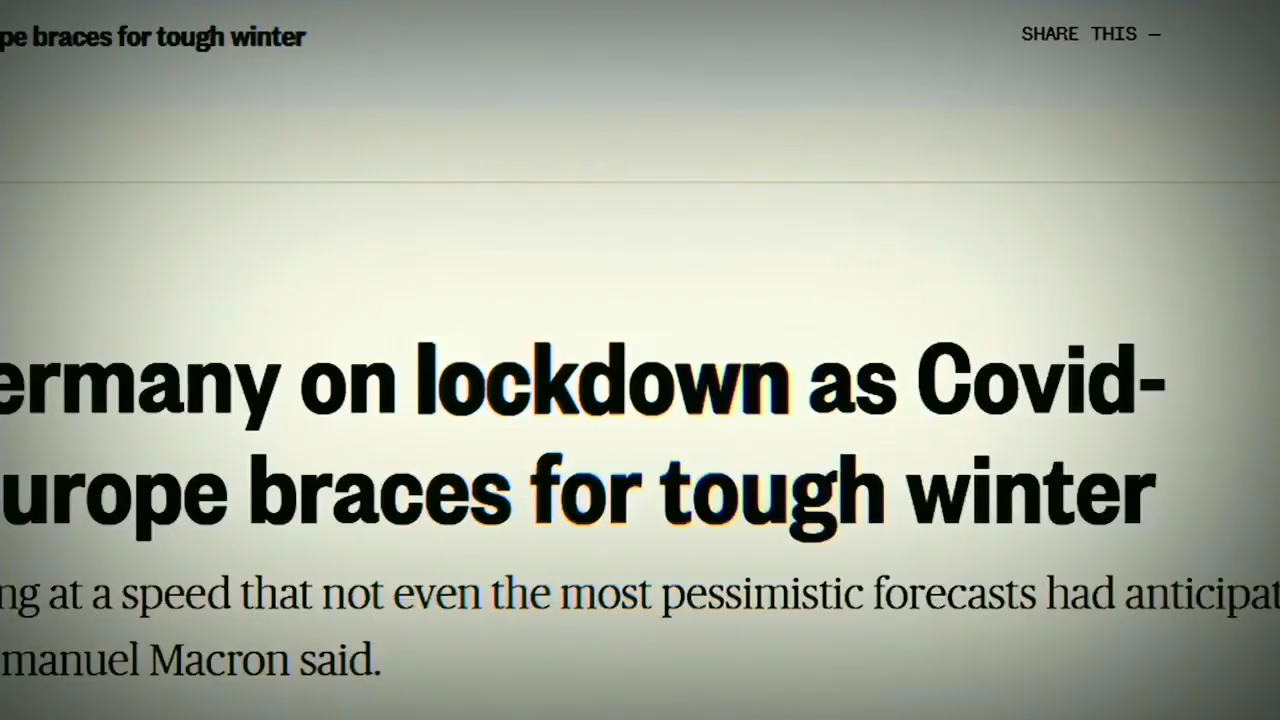 pe braces for tough winter
SHARE THIS —
ermany on lockdown as Covid-
urope braces for tough winter
ng at a speed that not even the most pessimistic forecasts had anticipat
manuel Macron said.